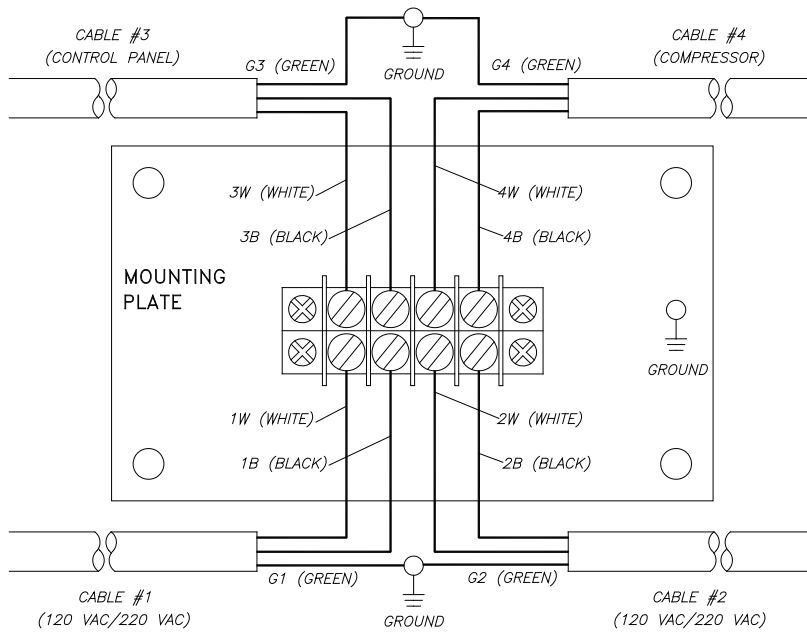 CABLE #3
(CONTROL PANEL)
G3 (GREEN)
GROUND
G4 (GREEN)
CABLE #4
(COMPRESSOR)
3W (WHITE)
4W (WHITE)
3B (BLACK)
4B (BLACK)
MOUNTING
PLATE
GROUND
1W (WHITE)
2W (WHITE)
1B (BLACK)
2B (BLACK)
G1 (GREEN)
G2 (GREEN)
CABLE #1
(120 VAC/220 VAC)
GROUND
CABLE #2
(120 VAC/220 VAC)